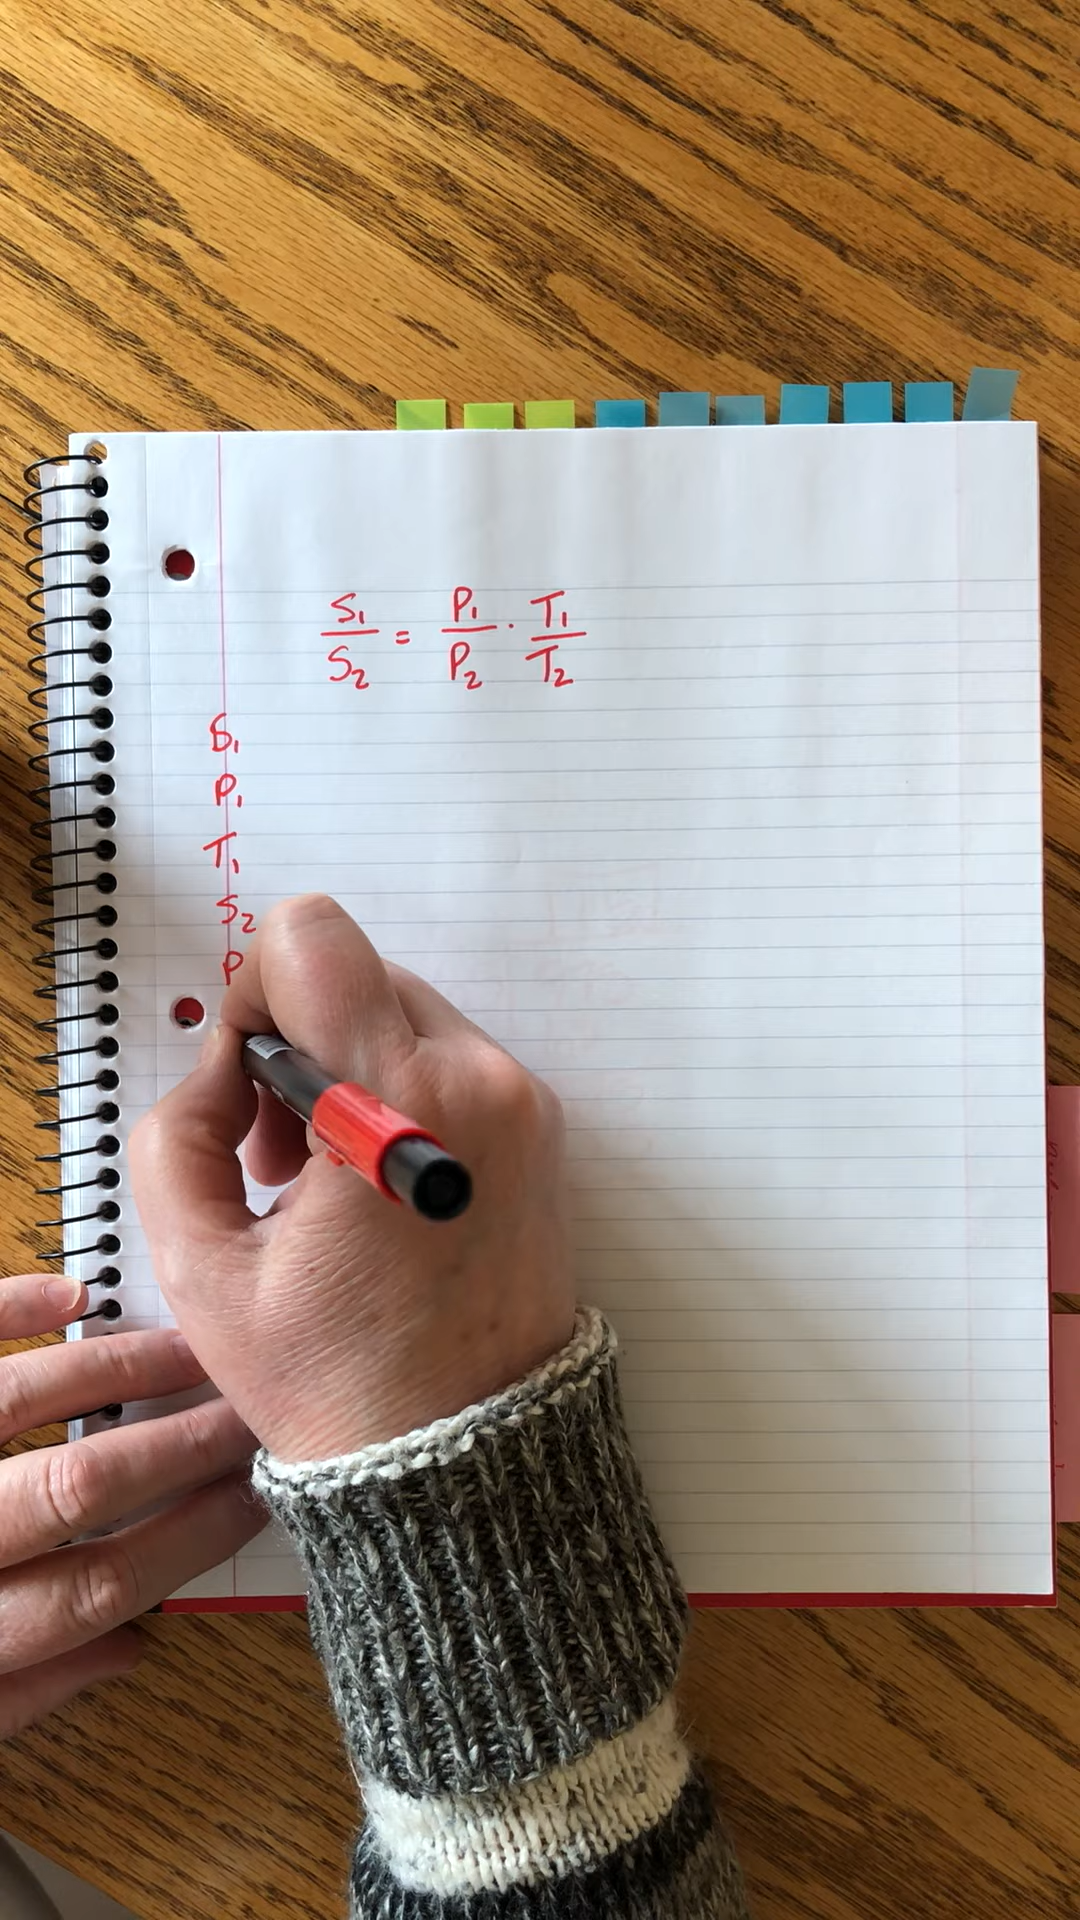 S₁/S₂ = P₁/P₂ · T₁/T₂
S₁
P₁
T₁
S₂
P